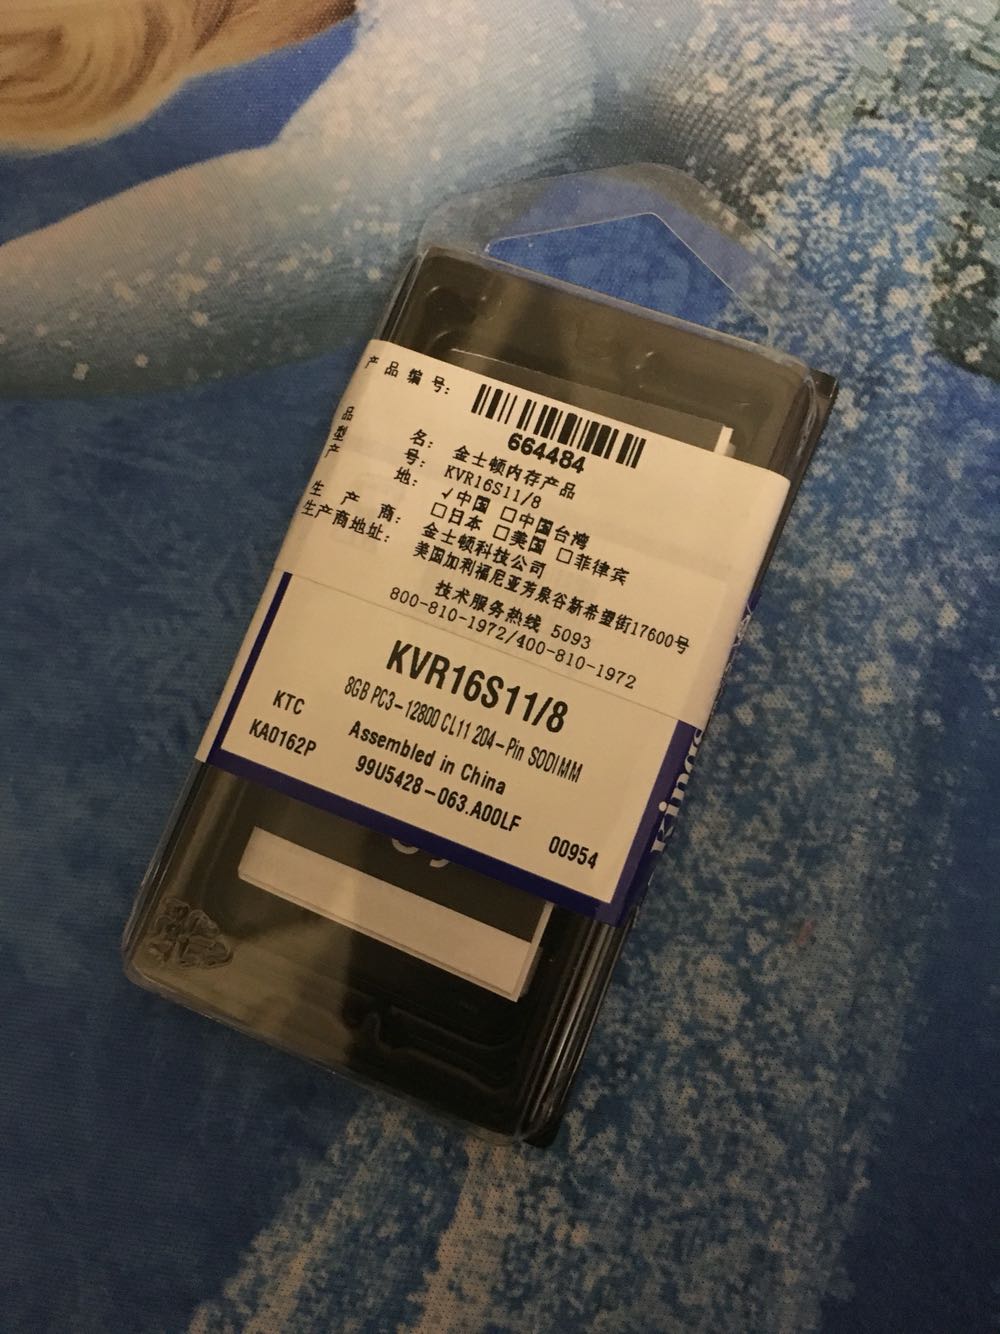 产品编号:
664484
品 名: 金士顿内存产品
型 号: KVR16S11/8
产 地: ✓中国 □中国台湾
□日本 □美国 □菲律宾
生 产 商: 金士顿科技公司
生产商地址: 美国加利福尼亚芳泉谷新希望街17600号
技术服务热线 5093
800-810-1972/400-810-1972
KVR16S11/8
8GB PC3-12800 CL11 204-Pin SODIMM
KTC Assembled in China
KA0162P 99U5428-063.A00LF 00954